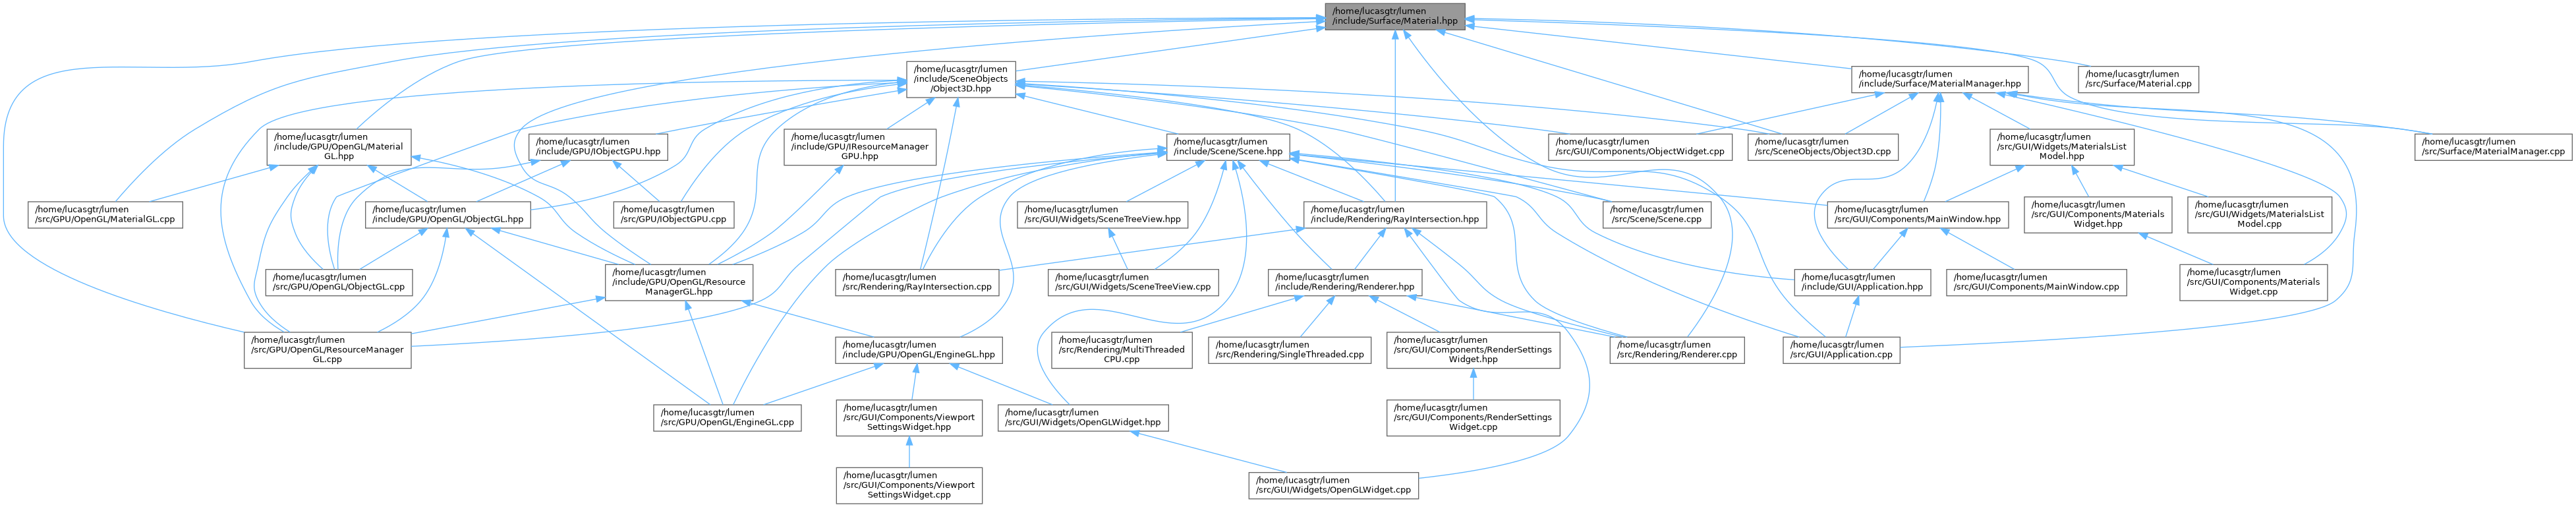 /home/lucasgtr/lumen
/include/Surface/Material.hpp
/home/lucasgtr/lumen
/include/SceneObjects
/Object3D.hpp
/home/lucasgtr/lumen
/include/Surface/MaterialManager.hpp
/home/lucasgtr/lumen
/src/Surface/Material.cpp
/home/lucasgtr/lumen
/include/GPU/OpenGL/Material
GL.hpp
/home/lucasgtr/lumen
/include/GPU/IObjectGPU.hpp
/home/lucasgtr/lumen
/include/GPU/IResourceManager
GPU.hpp
/home/lucasgtr/lumen
/include/Scene/Scene.hpp
/home/lucasgtr/lumen
/src/GUI/Components/ObjectWidget.cpp
/home/lucasgtr/lumen
/src/SceneObjects/Object3D.cpp
/home/lucasgtr/lumen
/src/GUI/Widgets/MaterialsList
Model.hpp
/home/lucasgtr/lumen
/src/Surface/MaterialManager.cpp
/home/lucasgtr/lumen
/src/GPU/OpenGL/MaterialGL.cpp
/home/lucasgtr/lumen
/include/GPU/OpenGL/ObjectGL.hpp
/home/lucasgtr/lumen
/src/GPU/IObjectGPU.cpp
/home/lucasgtr/lumen
/src/GUI/Widgets/SceneTreeView.hpp
/home/lucasgtr/lumen
/include/Rendering/RayIntersection.hpp
/home/lucasgtr/lumen
/src/Scene/Scene.cpp
/home/lucasgtr/lumen
/src/GUI/Components/MainWindow.hpp
/home/lucasgtr/lumen
/src/GUI/Components/Materials
Widget.hpp
/home/lucasgtr/lumen
/src/GUI/Widgets/MaterialsList
Model.cpp
/home/lucasgtr/lumen
/src/GPU/OpenGL/ObjectGL.cpp
/home/lucasgtr/lumen
/include/GPU/OpenGL/Resource
ManagerGL.hpp
/home/lucasgtr/lumen
/src/Rendering/RayIntersection.cpp
/home/lucasgtr/lumen
/src/GUI/Widgets/SceneTreeView.cpp
/home/lucasgtr/lumen
/include/Rendering/Renderer.hpp
/home/lucasgtr/lumen
/include/GUI/Application.hpp
/home/lucasgtr/lumen
/src/GUI/Components/MainWindow.cpp
/home/lucasgtr/lumen
/src/GUI/Components/Materials
Widget.cpp
/home/lucasgtr/lumen
/src/GPU/OpenGL/ResourceManager
GL.cpp
/home/lucasgtr/lumen
/include/GPU/OpenGL/EngineGL.hpp
/home/lucasgtr/lumen
/src/Rendering/MultiThreaded
CPU.cpp
/home/lucasgtr/lumen
/src/Rendering/SingleThreaded.cpp
/home/lucasgtr/lumen
/src/GUI/Components/RenderSettings
Widget.hpp
/home/lucasgtr/lumen
/src/Rendering/Renderer.cpp
/home/lucasgtr/lumen
/src/GUI/Application.cpp
/home/lucasgtr/lumen
/src/GPU/OpenGL/EngineGL.cpp
/home/lucasgtr/lumen
/src/GUI/Components/Viewport
SettingsWidget.hpp
/home/lucasgtr/lumen
/src/GUI/Widgets/OpenGLWidget.hpp
/home/lucasgtr/lumen
/src/GUI/Components/RenderSettings
Widget.cpp
/home/lucasgtr/lumen
/src/GUI/Components/Viewport
SettingsWidget.cpp
/home/lucasgtr/lumen
/src/GUI/Widgets/OpenGLWidget.cpp